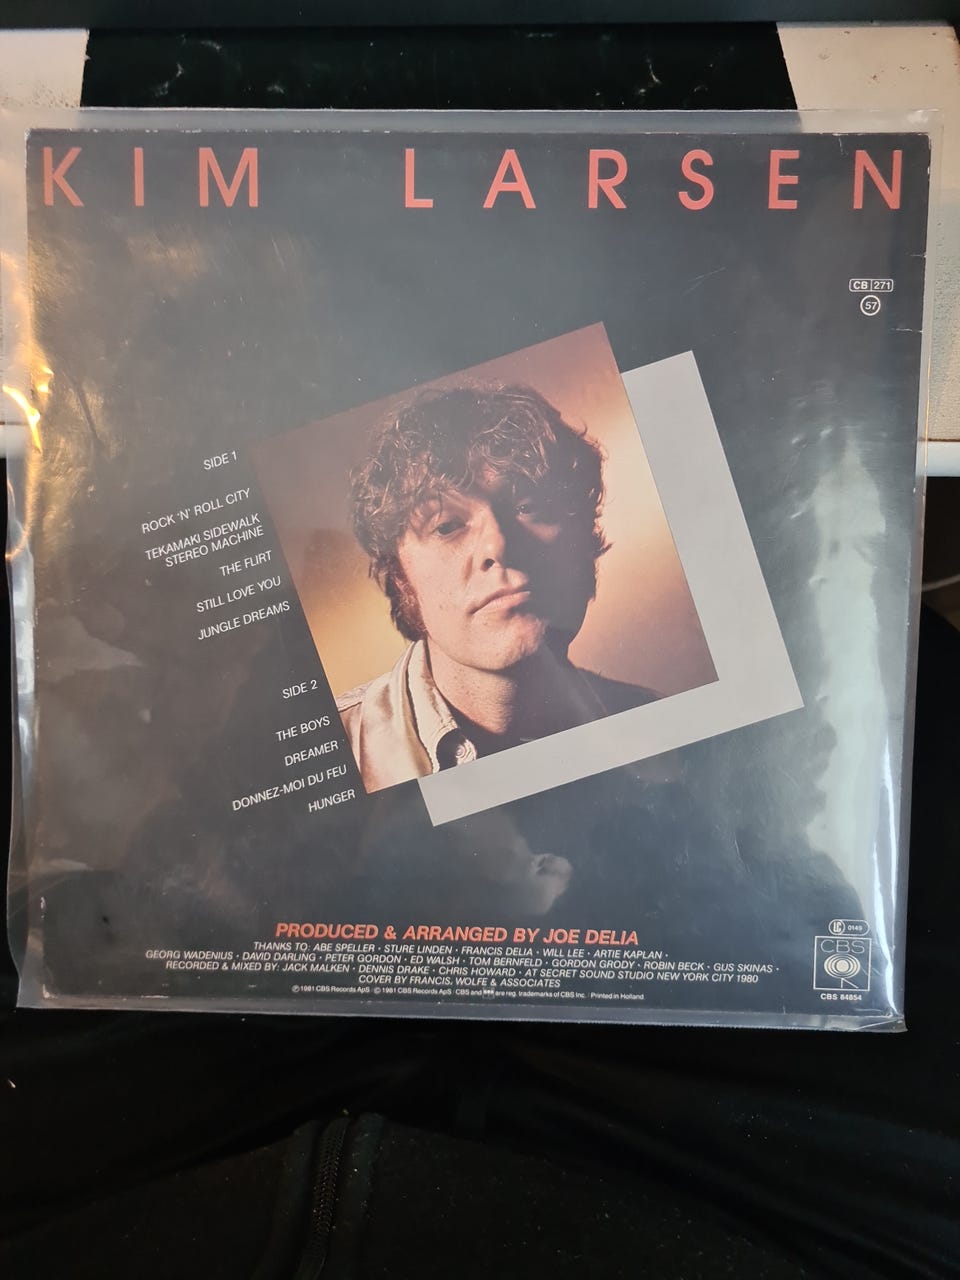 KIM LARSEN
CB 271
57
SIDE 1
ROCK 'N' ROLL CITY
TEKAMAKI SIDEWALK
STEREO MACHINE
THE FLIRT
STILL LOVE YOU
JUNGLE DREAMS
SIDE 2
THE BOYS
DREAMER
DONNEZ-MOI DU FEU
HUNGER
PRODUCED & ARRANGED BY JOE DELIA
THANKS TO: ABE SPELLER · STURE LINDEN · FRANCIS DELIA · WILL LEE · ARTIE KAPLAN ·
GEORG WADENIUS · DAVID DARLING · PETER GORDON · ED WALSH · TOM BERNFELD · GORDON GRODY · ROBIN BECK · GUS SKINAS ·
RECORDED & MIXED BY: JACK MALKEN · DENNIS DRAKE · CHRIS HOWARD · AT SECRET SOUND STUDIO NEW YORK CITY 1980
COVER BY FRANCIS, WOLFE & ASSOCIATES
℗ 1981 CBS Records ApS · © 1981 CBS Records ApS · CBS and are reg. trademarks of CBS Inc. / Printed in Holland
LC 0149
CBS
CBS 84854